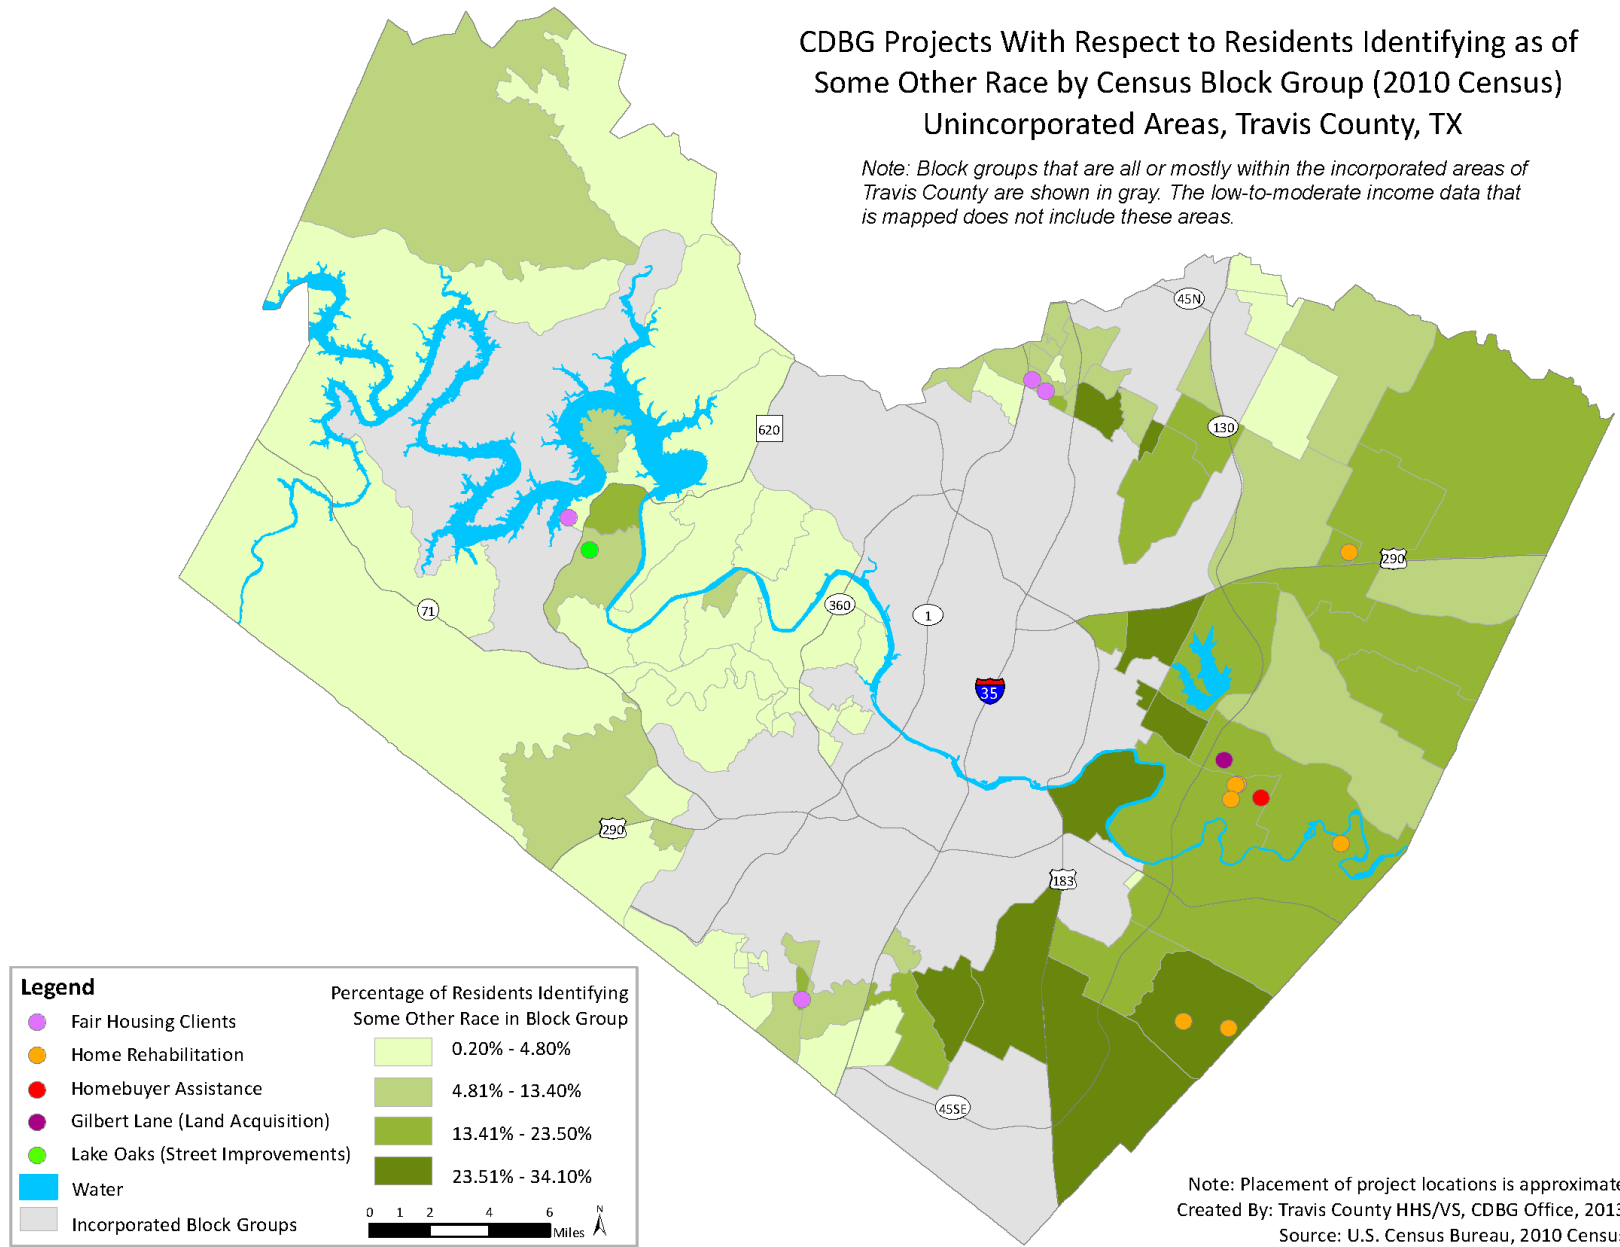 CDBG Projects With Respect to Residents Identifying as of
Some Other Race by Census Block Group (2010 Census)
Unincorporated Areas, Travis County, TX
Note: Block groups that are all or mostly within the incorporated areas of
Travis County are shown in gray. The low-to-moderate income data that
is mapped does not include these areas.
45N
130
620
290
71
360
1
35
290
183
45SE
Legend
Fair Housing Clients
Home Rehabilitation
Homebuyer Assistance
Gilbert Lane (Land Acquisition)
Lake Oaks (Street Improvements)
Water
Incorporated Block Groups
Percentage of Residents Identifying
Some Other Race in Block Group
0.20% - 4.80%
4.81% - 13.40%
13.41% - 23.50%
23.51% - 34.10%
0 1 2 4 6
Miles
N
Note: Placement of project locations is approximate
Created By: Travis County HHS/VS, CDBG Office, 2013
Source: U.S. Census Bureau, 2010 Census